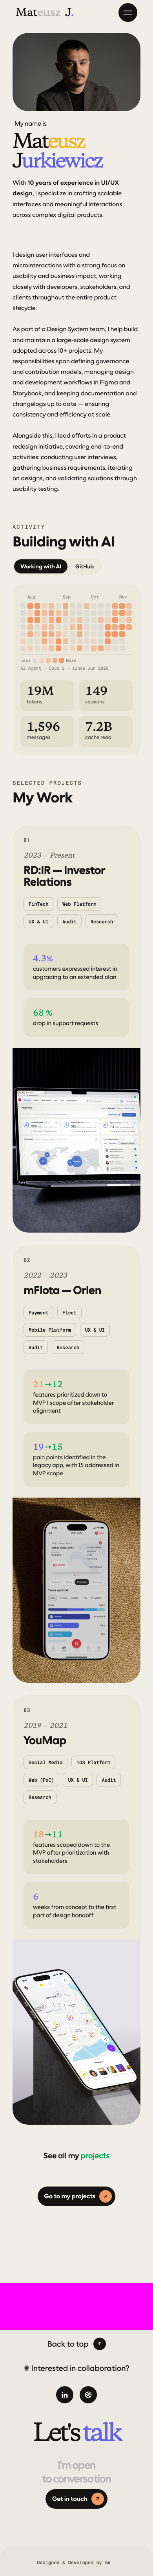 Mateusz J.
My name is
Mateusz
Jurkiewicz
With 10 years of experience in UI/UX
design, I specialize in crafting scalable
interfaces and meaningful interactions
across complex digital products.
I design user interfaces and
microinteractions with a strong focus on
usability and business impact, working
closely with developers, stakeholders, and
clients throughout the entire product
lifecycle.
As part of a Design System team, I help build
and maintain a large-scale design system
adopted across 10+ projects. My
responsibilities span defining governance
and contribution models, managing design
and development workflows in Figma and
Storybook, and keeping documentation and
changelogs up to date — ensuring
consistency and efficiency at scale.
Alongside this, I lead efforts in a product
redesign initiative, covering end-to-end
activities: conducting user interviews,
gathering business requirements, iterating
on designs, and validating solutions through
usability testing.
ACTIVITY
Building with AI
Working with AI
GitHub
Aug Sep Oct Nov
Less More
19M
tokens
149
sessions
1,596
messages
7.2B
cache read
SELECTED PROJECTS
My Work
01
2023 — Present
RD:IR — Investor
Relations
FinTech Web Platform
UX & UI Audit Research
4.3%
customers expressed interest in
upgrading to an extended plan
68 %
drop in support requests
02
2022 — 2023
mFlota — Orlen
Payment Fleet
Mobile Platform UX & UI
Audit Research
21→12
features prioritized down to
MVP 1 scope after stakeholder
alignment
19→15
pain points identified in the
legacy app, with 15 addressed in
MVP scope
03
2019 — 2021
YouMap
Social Media iOS Platform
Web (PoC) UX & UI Audit
Research
18→11
features scoped down to the
MVP after prioritization with
stakeholders
6
weeks from concept to the first
part of design handoff
See all my projects
Go to my projects
Back to top
Interested in collaboration?
Let's talk
I'm open
to conversation
Get in touch
Designed & Developed by me